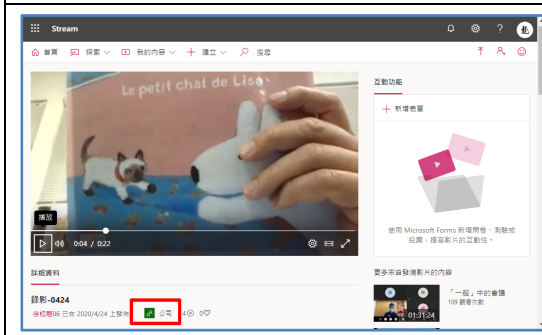 Stream
?
首頁 探索 我的內容 建立 搜尋
互動功能
Le petit chat de Lisa
新增表單
播放
0:04 / 0:22
使用 Microsoft Forms 新增問卷、測驗或
投票，提高影片的互動性。
詳細資料
更多來自發燒影片的內容
錄影-0424
06 已在 2020/4/24 上發佈
公司
4 0
「一般」中的會議
109 觀看次數
01:31:24